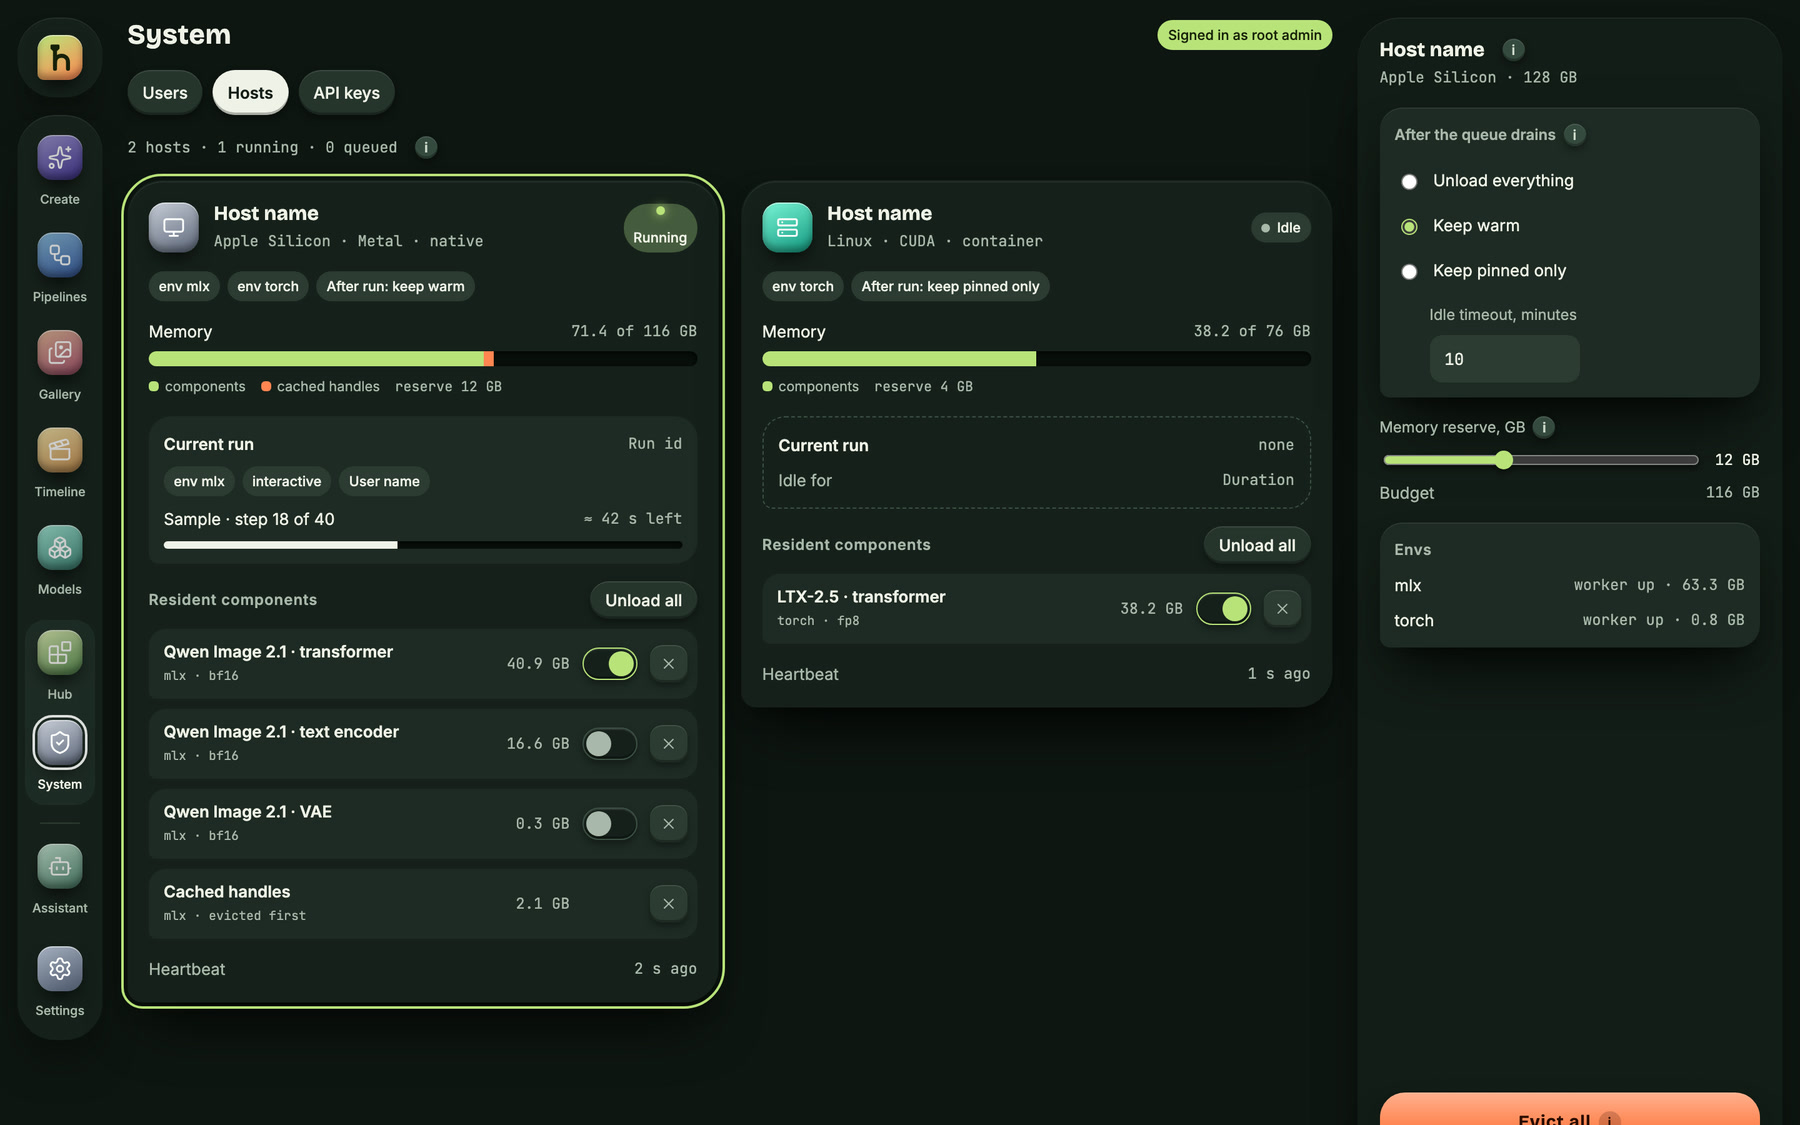 System
Signed in as root admin
Users
Hosts
API keys
2 hosts · 1 running · 0 queued
Create
Pipelines
Gallery
Timeline
Models
Hub
System
Assistant
Settings
Host name
Apple Silicon · Metal · native
Running
env mlx
env torch
After run: keep warm
Memory
71.4 of 116 GB
components
cached handles
reserve 12 GB
Current run
Run id
env mlx
interactive
User name
Sample · step 18 of 40
≈ 42 s left
Resident components
Unload all
Qwen Image 2.1 · transformer
mlx · bf16
40.9 GB
Qwen Image 2.1 · text encoder
mlx · bf16
16.6 GB
Qwen Image 2.1 · VAE
mlx · bf16
0.3 GB
Cached handles
mlx · evicted first
2.1 GB
Heartbeat
2 s ago
Host name
Linux · CUDA · container
Idle
env torch
After run: keep pinned only
Memory
38.2 of 76 GB
components
reserve 4 GB
Current run
none
Idle for
Duration
Resident components
Unload all
LTX-2.5 · transformer
torch · fp8
38.2 GB
Heartbeat
1 s ago
Host name
Apple Silicon · 128 GB
After the queue drains
Unload everything
Keep warm
Keep pinned only
Idle timeout, minutes
10
Memory reserve, GB
12 GB
Budget
116 GB
Envs
mlx
worker up · 63.3 GB
torch
worker up · 0.8 GB
Evict all